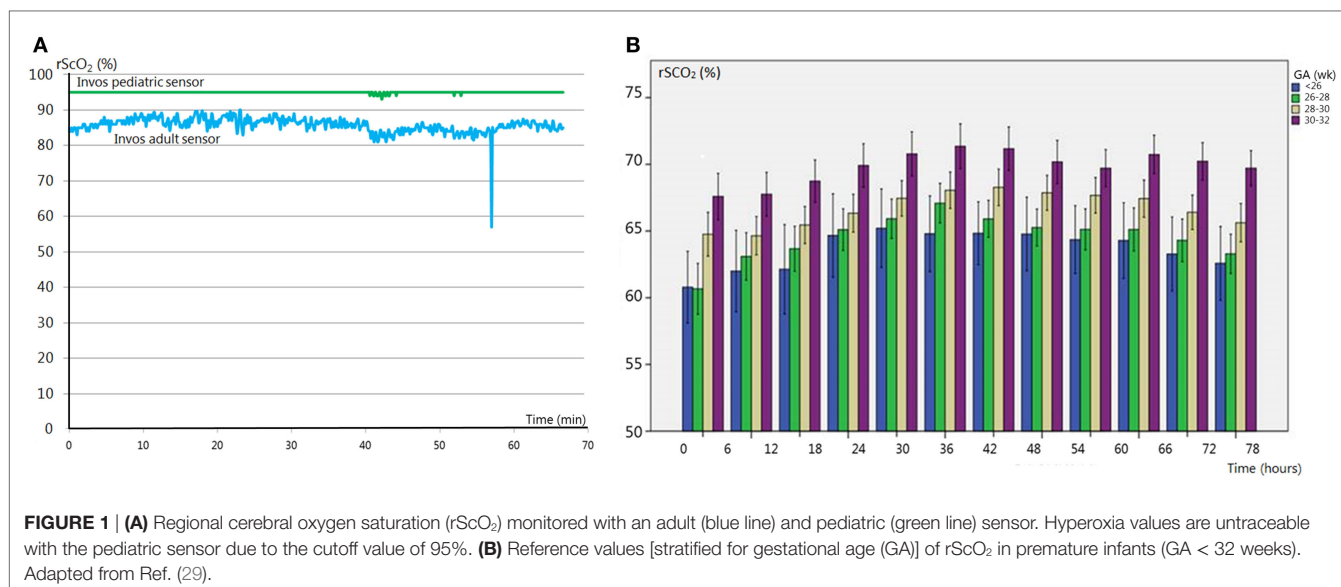 A
rScO₂ (%)
Invos pediatric sensor
Invos adult sensor
100
90
80
70
60
50
40
30
20
10
0
Time (min)
0 10 20 30 40 50 60 70
B
rSCO₂ (%)
75
70
65
60
55
50
0 6 12 18 24 30 36 42 48 54 60 66 72 78
Time (hours)
GA (wk)
<26
26-28
28-30
30-32
FIGURE 1 | (A) Regional cerebral oxygen saturation (rScO₂) monitored with an adult (blue line) and pediatric (green line) sensor. Hyperoxia values are untraceable
with the pediatric sensor due to the cutoff value of 95%. (B) Reference values [stratified for gestational age (GA)] of rScO₂ in premature infants (GA < 32 weeks).
Adapted from Ref. (29).